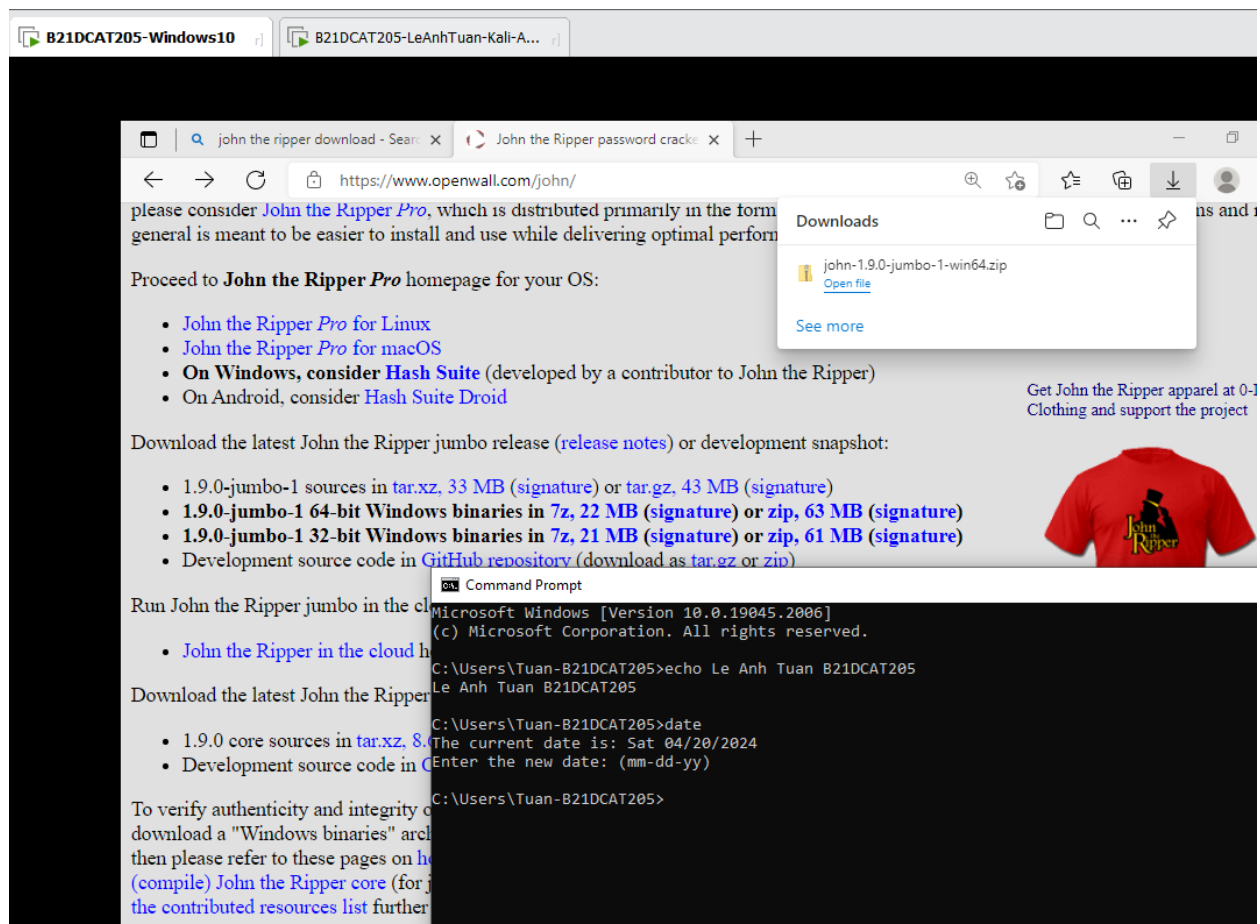 B21DCAT205-Windows10
B21DCAT205-LeAnhTuan-Kali-A...
john the ripper download - Searc
John the Ripper password cracke
https://www.openwall.com/john/
please consider John the Ripper Pro, which is distributed primarily in the form
general is meant to be easier to install and use while delivering optimal perform
Downloads
john-1.9.0-jumbo-1-win64.zip
Open file
See more
Proceed to John the Ripper Pro homepage for your OS:
• John the Ripper Pro for Linux
• John the Ripper Pro for macOS
• On Windows, consider Hash Suite (developed by a contributor to John the Ripper)
• On Android, consider Hash Suite Droid
Get John the Ripper apparel at 0-
Clothing and support the project
John the Ripper
Download the latest John the Ripper jumbo release (release notes) or development snapshot:
• 1.9.0-jumbo-1 sources in tar.xz, 33 MB (signature) or tar.gz, 43 MB (signature)
• 1.9.0-jumbo-1 64-bit Windows binaries in 7z, 22 MB (signature) or zip, 63 MB (signature)
• 1.9.0-jumbo-1 32-bit Windows binaries in 7z, 21 MB (signature) or zip, 61 MB (signature)
• Development source code in GitHub repository (download as tar.gz or zip)
Run John the Ripper jumbo in the cl
• John the Ripper in the cloud h
Download the latest John the Ripper
• 1.9.0 core sources in tar.xz, 8.
• Development source code in
To verify authenticity and integrity o
download a "Windows binaries" arch
then please refer to these pages on h
(compile) John the Ripper core (for j
the contributed resources list further
Command Prompt
Microsoft Windows [Version 10.0.19045.2006]
(c) Microsoft Corporation. All rights reserved.
C:\Users\Tuan-B21DCAT205>echo Le Anh Tuan B21DCAT205
Le Anh Tuan B21DCAT205
C:\Users\Tuan-B21DCAT205>date
The current date is: Sat 04/20/2024
Enter the new date: (mm-dd-yy)
C:\Users\Tuan-B21DCAT205>